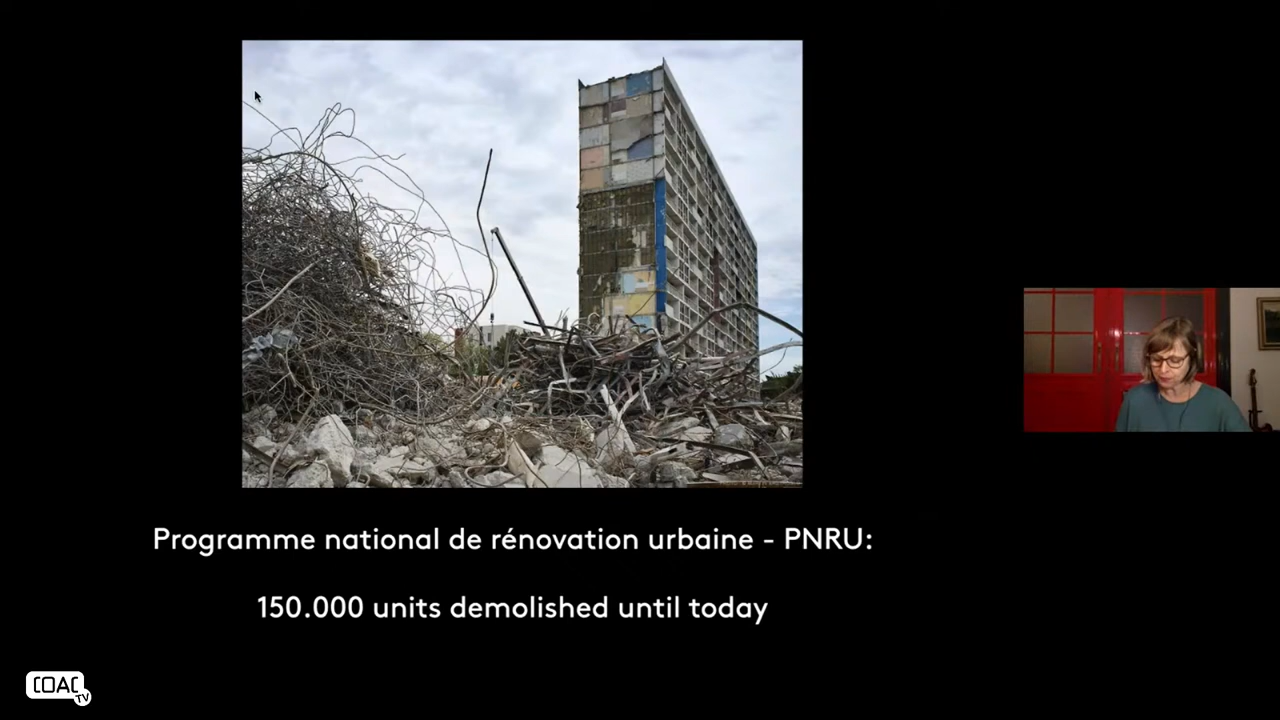 Programme national de rénovation urbaine - PNRU:
150.000 units demolished until today
COAC
TV